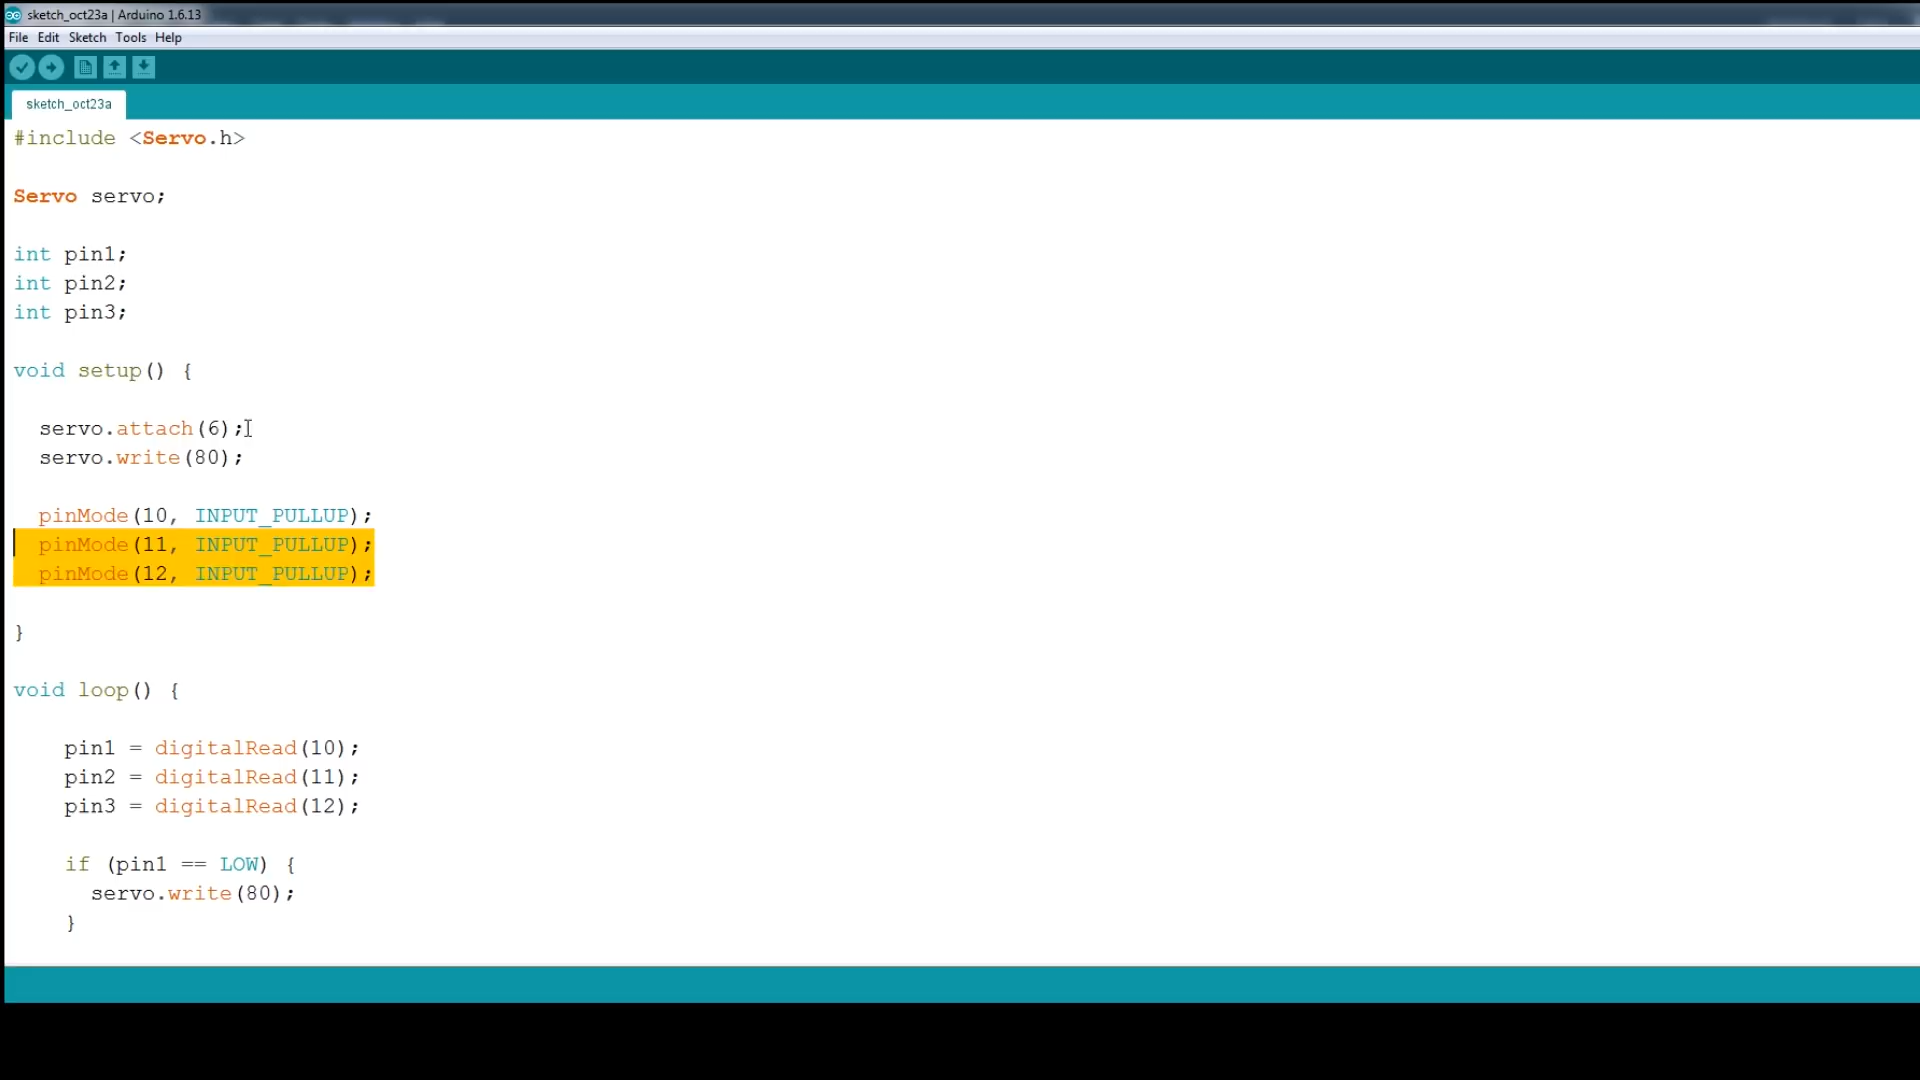 sketch_oct23a | Arduino 1.6.13
File Edit Sketch Tools Help
sketch_oct23a
#include <Servo.h>
Servo servo;
int pin1;
int pin2;
int pin3;
void setup() {
servo.attach(6);
servo.write(80);
pinMode(10, INPUT_PULLUP);
pinMode(11, INPUT_PULLUP);
pinMode(12, INPUT_PULLUP);
}
void loop() {
pin1 = digitalRead(10);
pin2 = digitalRead(11);
pin3 = digitalRead(12);
if (pin1 == LOW) {
servo.write(80);
}